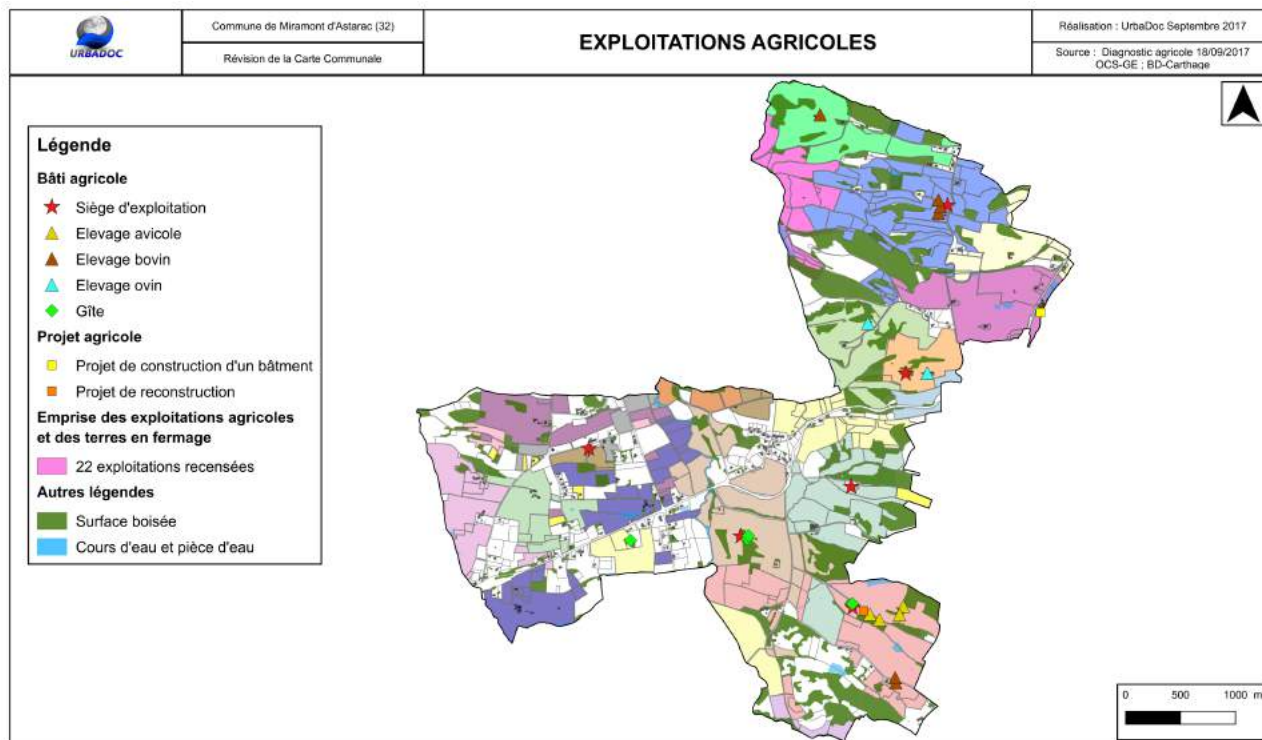 URBADOC
Commune de Miramont d'Astarac (32)
Révision de la Carte Communale
EXPLOITATIONS AGRICOLES
Réalisation : UrbaDoc Septembre 2017
Source : Diagnostic agricole 18/09/2017
OCS-GE ; BD-Carthage
Légende
Bâti agricole
Siège d'exploitation
Elevage avicole
Elevage bovin
Elevage ovin
Gîte
Projet agricole
Projet de construction d'un bâtment
Projet de reconstruction
Emprise des exploitations agricoles
et des terres en fermage
22 exploitations recensées
Autres légendes
Surface boisée
Cours d'eau et pièce d'eau
0 500 1000 m